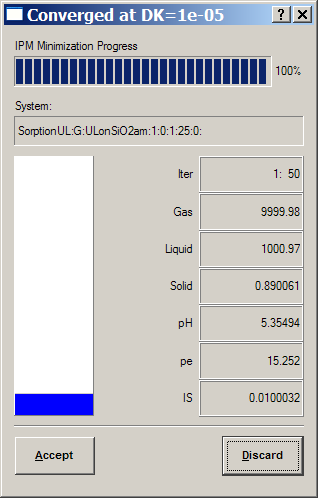 Converged at DK=1e-05
IPM Minimization Progress
100%
System:
SorptionUL:G:ULonSiO2am:1:0:1:25:0:
Iter 1: 50
Gas 9999.98
Liquid 1000.97
Solid 0.890061
pH 5.35494
pe 15.252
IS 0.0100032
Accept Discard